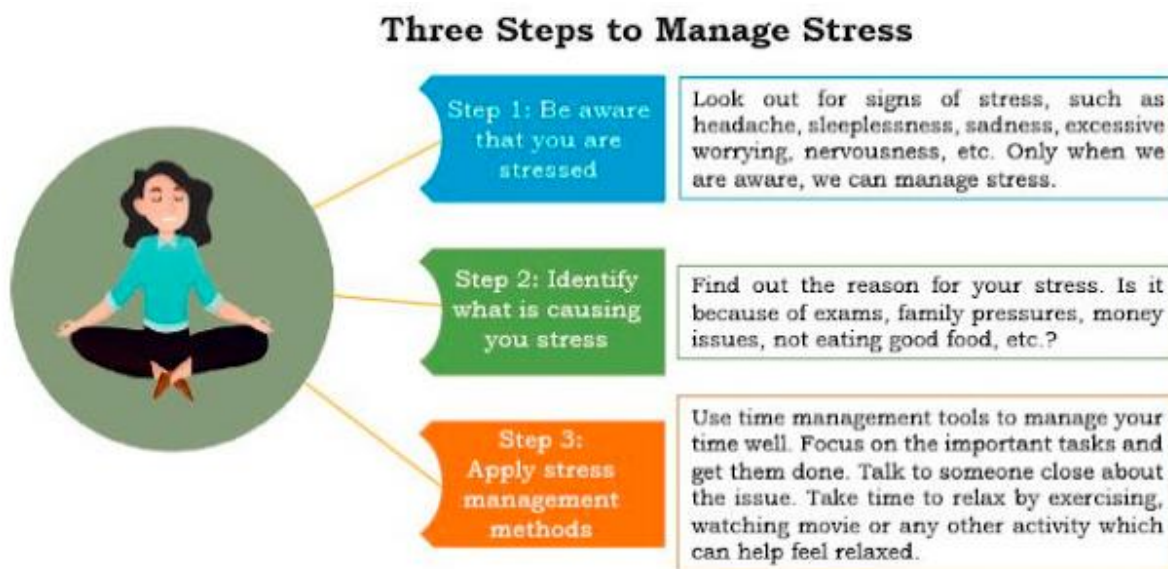 Three Steps to Manage Stress
Step 1: Be aware
that you are
stressed
Look out for signs of stress, such as
headache, sleeplessness, sadness, excessive
worrying, nervousness, etc. Only when we
are aware, we can manage stress.
Step 2: Identify
what is causing
you stress
Find out the reason for your stress. Is it
because of exams, family pressures, money
issues, not eating good food, etc.?
Step 3:
Apply stress
management
methods
Use time management tools to manage your
time well. Focus on the important tasks and
get them done. Talk to someone close about
the issue. Take time to relax by exercising,
watching movie or any other activity which
can help feel relaxed.